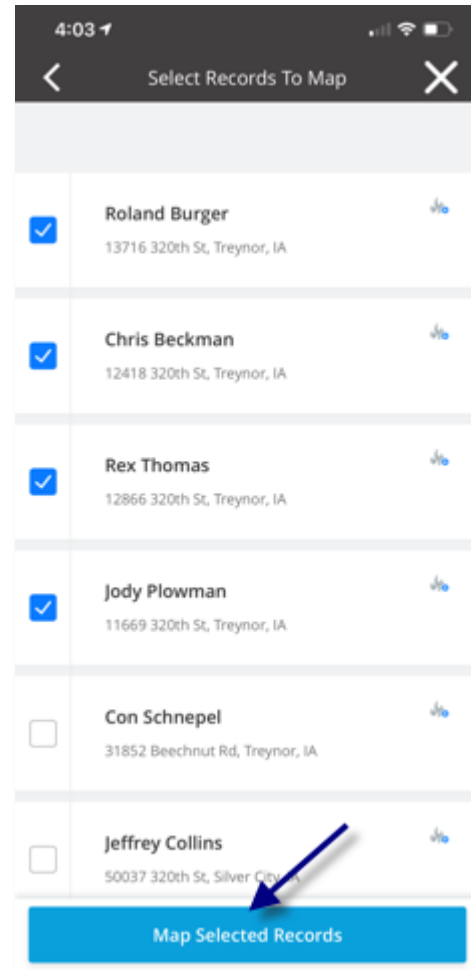 4:03
Select Records To Map
Roland Burger
13716 320th St, Treynor, IA
Chris Beckman
12418 320th St, Treynor, IA
Rex Thomas
12866 320th St, Treynor, IA
Jody Plowman
11669 320th St, Treynor, IA
Con Schnepel
31852 Beechnut Rd, Treynor, IA
Jeffrey Collins
50037 320th St, Silver City,
Map Selected Records